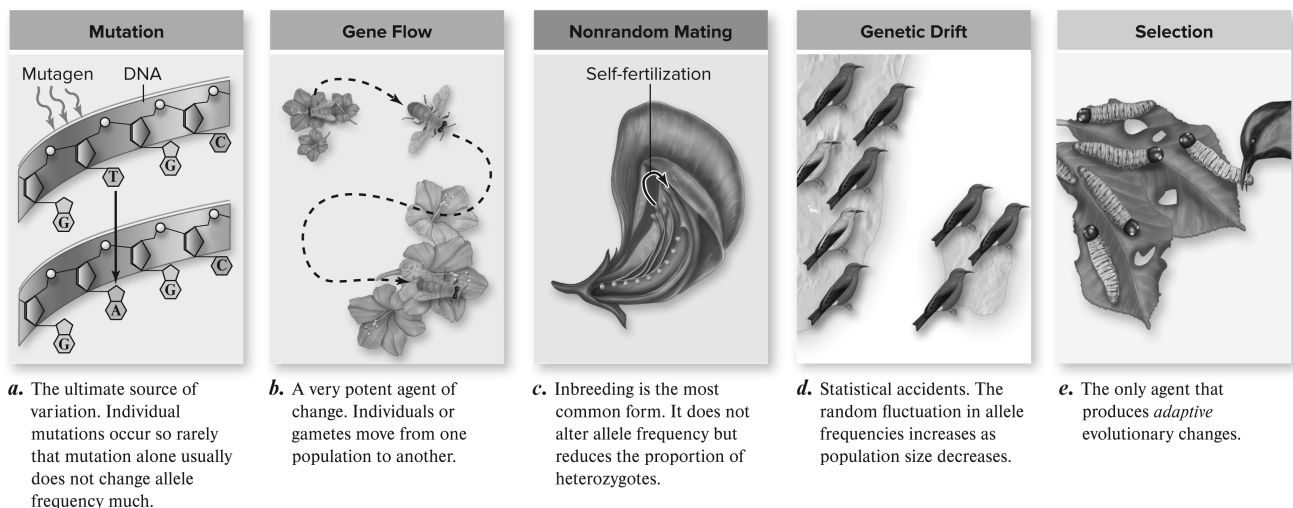 Mutation
Mutagen DNA
C
G
T
G
C
G
A
G
a. The ultimate source of
variation. Individual
mutations occur so rarely
that mutation alone usually
does not change allele
frequency much.
Gene Flow
b. A very potent agent of
change. Individuals or
gametes move from one
population to another.
Nonrandom Mating
Self-fertilization
c. Inbreeding is the most
common form. It does not
alter allele frequency but
reduces the proportion of
heterozygotes.
Genetic Drift
d. Statistical accidents. The
random fluctuation in allele
frequencies increases as
population size decreases.
Selection
e. The only agent that
produces adaptive
evolutionary changes.